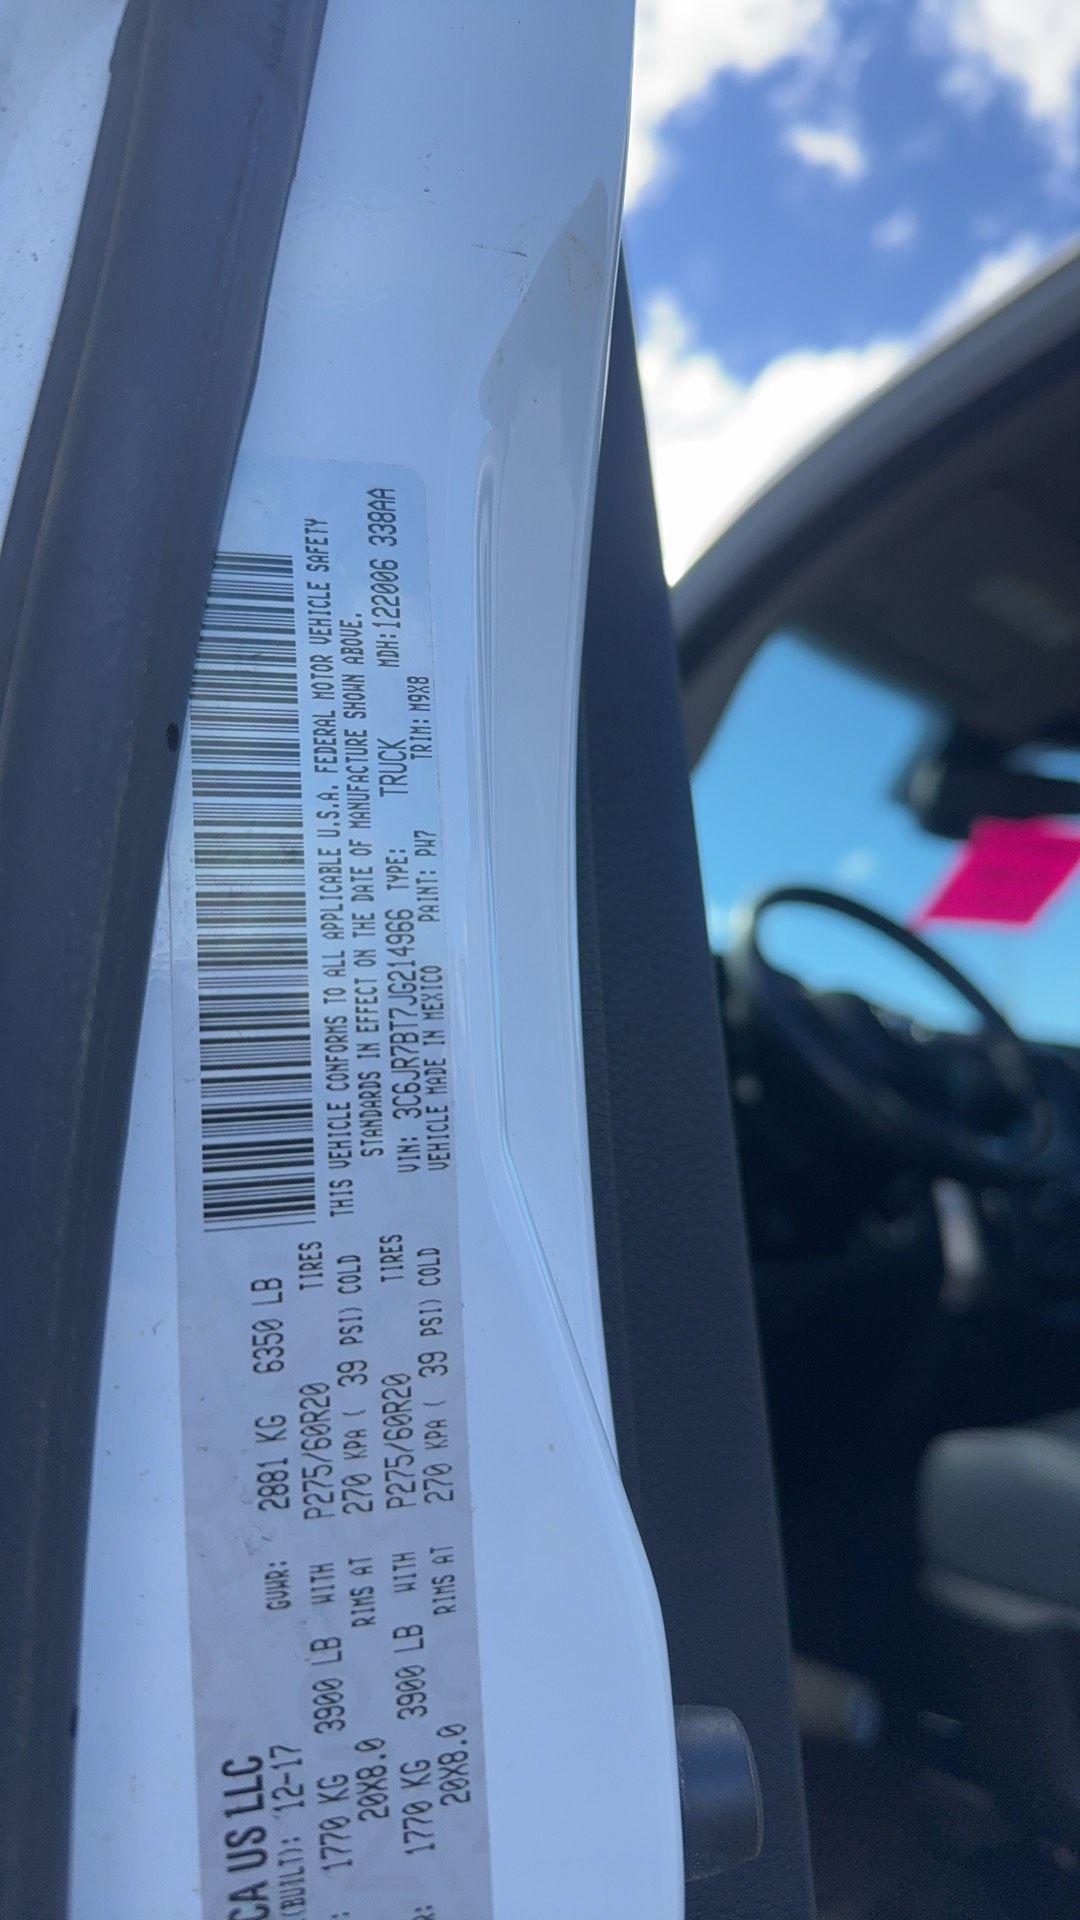 CA US LLC
(BUILT): 12-17 GVWR: 2881 KG 6350 LB
: 1770 KG 3900 LB WITH P275/60R20 TIRES
20X8.0 RIMS AT 270 KPA ( 39 PSI) COLD
R: 1770 KG 3900 LB WITH P275/60R20 TIRES
20X8.0 RIMS AT 270 KPA ( 39 PSI) COLD
THIS VEHICLE CONFORMS TO ALL APPLICABLE U.S.A. FEDERAL MOTOR VEHICLE SAFETY
STANDARDS IN EFFECT ON THE DATE OF MANUFACTURE SHOWN ABOVE.
VIN: 3C6JR7BT7JG214966 TYPE: TRUCK MDH:122006 338AA
VEHICLE MADE IN MEXICO PAINT: PW7 TRIM: M9X8